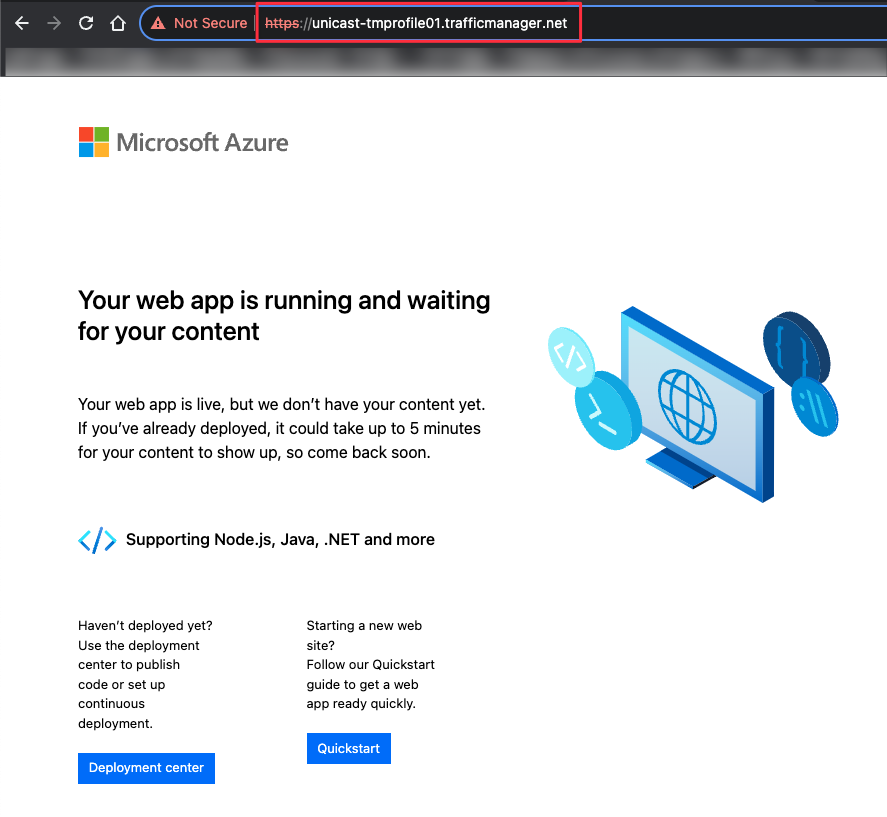 Not Secure
https://unicast-tmprofile01.trafficmanager.net
Microsoft Azure
Your web app is running and waiting
for your content
Your web app is live, but we don’t have your content yet.
If you’ve already deployed, it could take up to 5 minutes
for your content to show up, so come back soon.
</>
Supporting Node.js, Java, .NET and more
Haven’t deployed yet?
Use the deployment
center to publish
code or set up
continuous
deployment.
Deployment center
Starting a new web
site?
Follow our Quickstart
guide to get a web
app ready quickly.
Quickstart